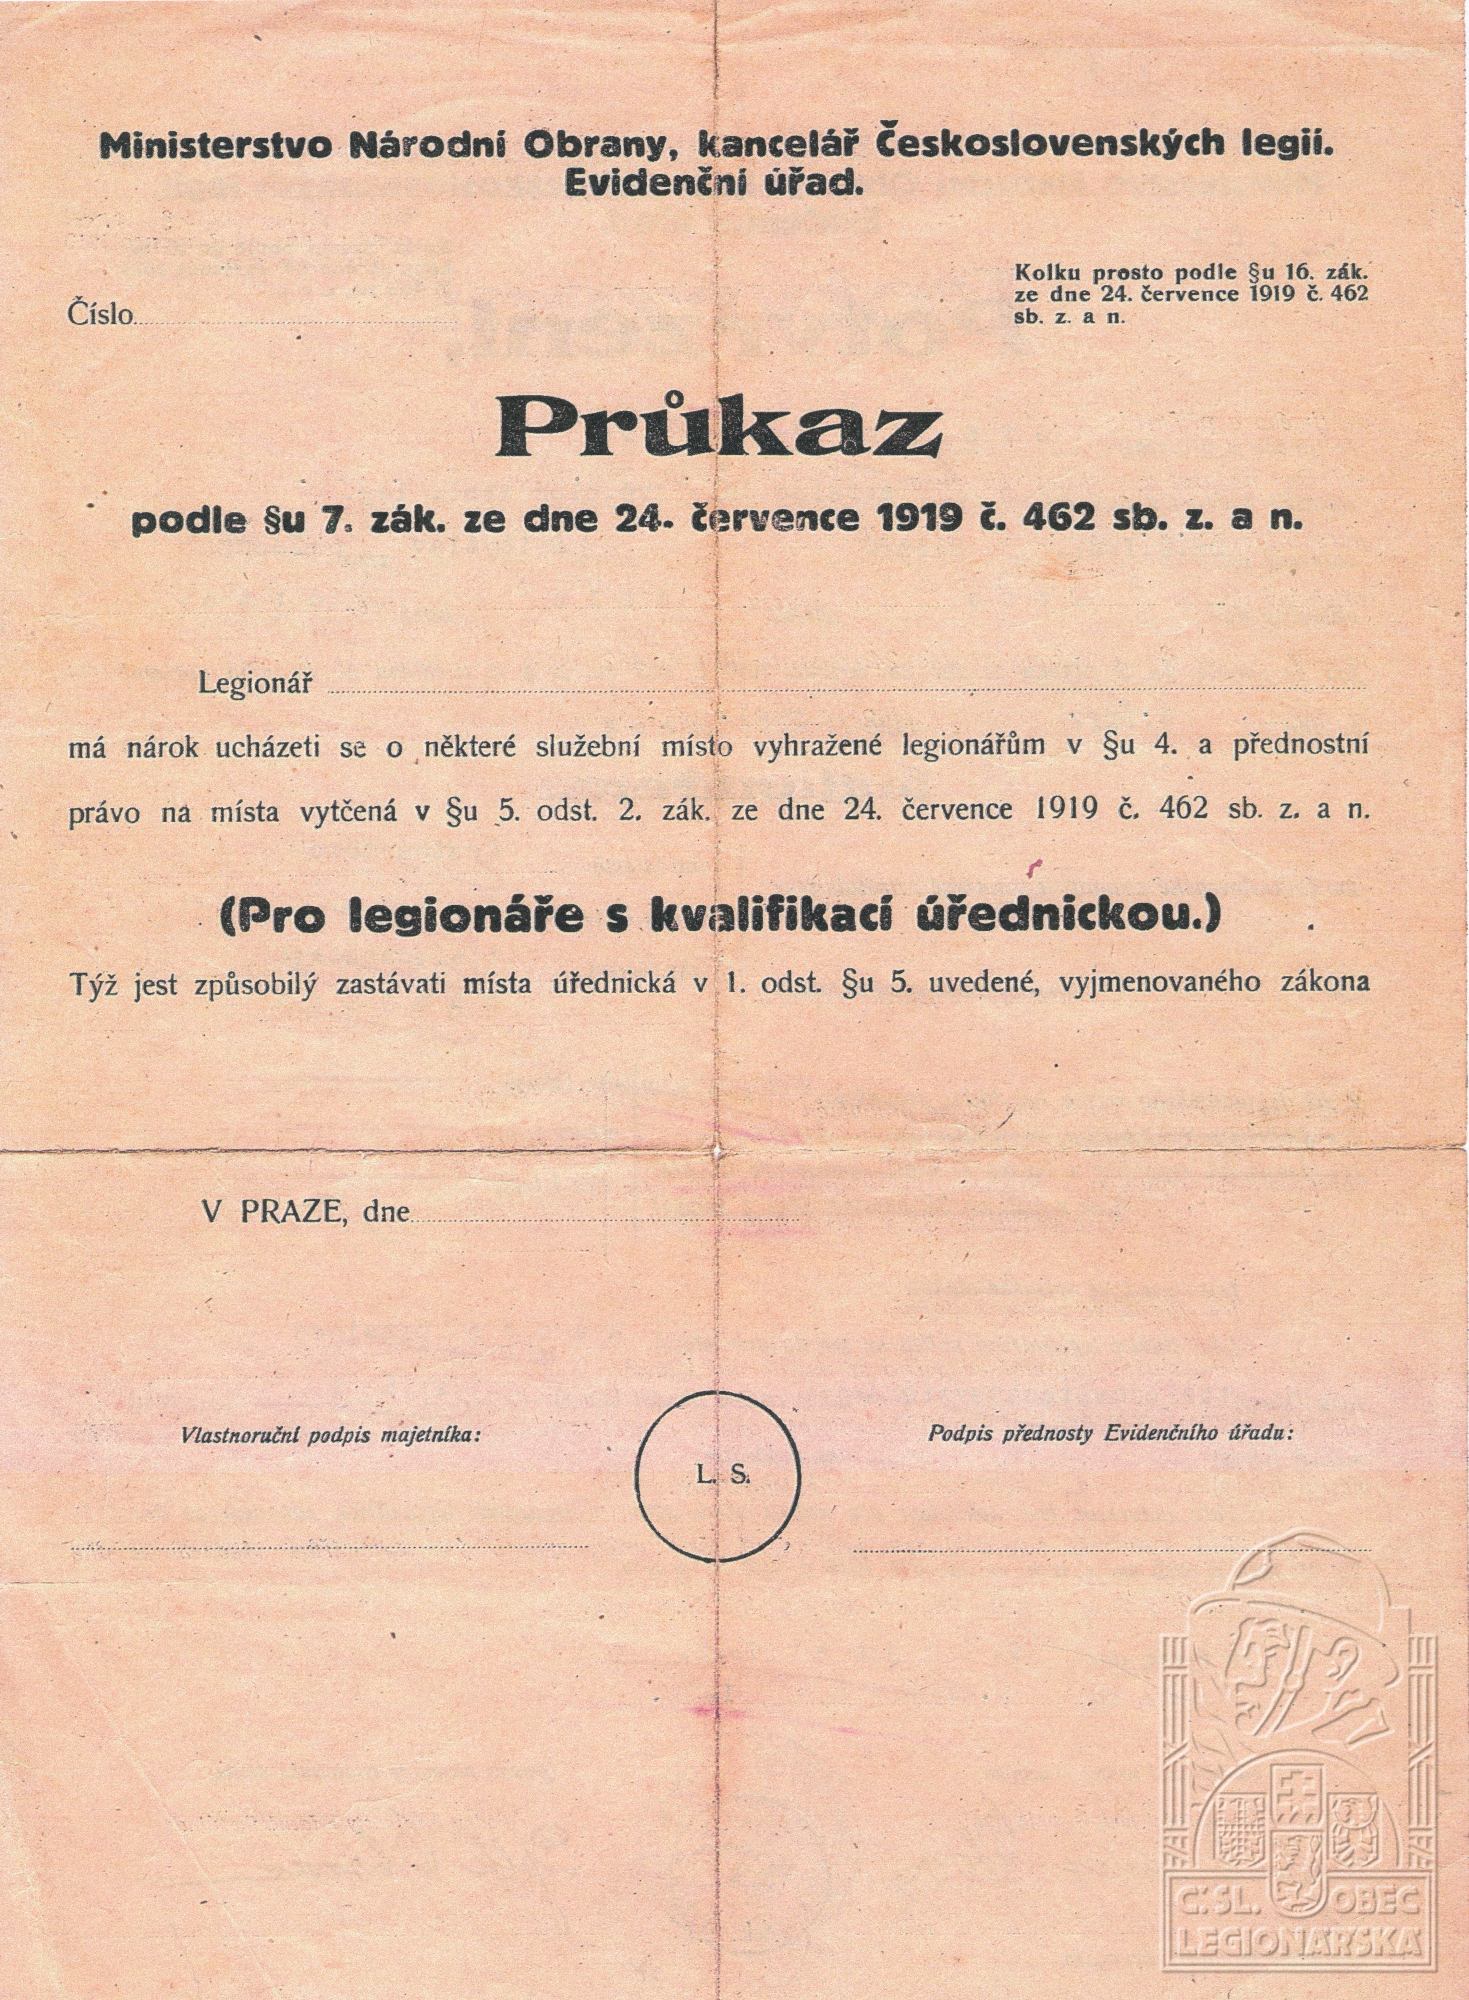 Ministerstvo Národní Obrany, kancelář Československých legií.
Evidenční úřad.
Číslo
Kolku prosto podle §u 16. zák.
ze dne 24. července 1919 č. 462
sb. z. a n.
Průkaz
podle §u 7. zák. ze dne 24. července 1919 č. 462 sb. z. a n.
Legionář
má nárok ucházeti se o některé služební místo vyhražené legionářům v §u 4. a přednostní
právo na místa vytčená v §u 5. odst. 2. zák. ze dne 24. července 1919 č. 462 sb. z. a n.
(Pro legionáře s kvalifikací úřednickou.)
Týž jest způsobilý zastávati místa úřednická v 1. odst. §u 5. uvedené, vyjmenovaného zákona
V PRAZE, dne
Vlastnoruční podpis majetníka:
L. S.
Podpis přednosty Evidenčního úřadu:
Č.SL. OBEC
LEGIONÁŘSKÁ